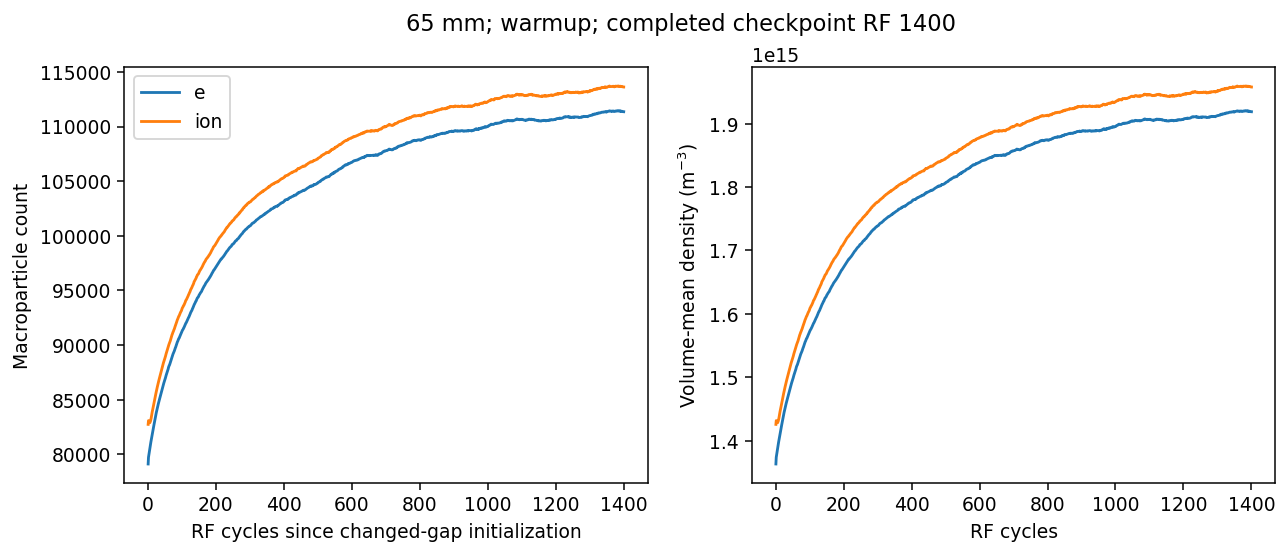 65 mm; warmup; completed checkpoint RF 1400
Macroparticle count
115000
110000
105000
100000
95000
90000
85000
80000
e
ion
0 200 400 600 800 1000 1200 1400
RF cycles since changed-gap initialization
1e15
Volume-mean density (m⁻³)
1.9
1.8
1.7
1.6
1.5
1.4
0 200 400 600 800 1000 1200 1400
RF cycles